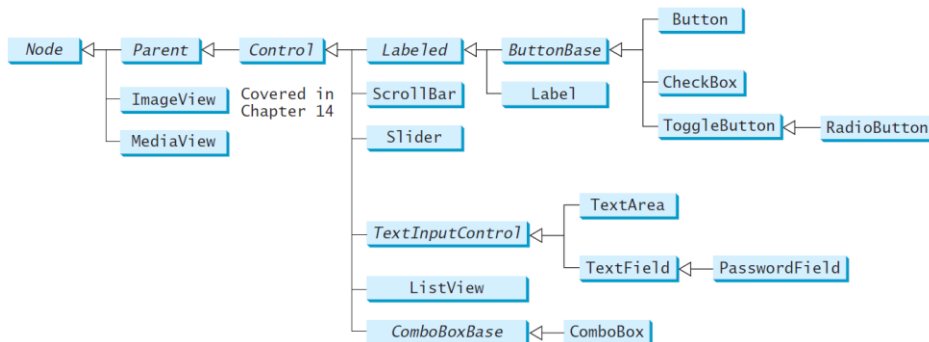 Button
Node
Parent
Control
Labeled
ButtonBase
ImageView
Covered in
Chapter 14
ScrollBar
Label
CheckBox
MediaView
Slider
ToggleButton
RadioButton
TextArea
TextInputControl
TextField
PasswordField
ListView
ComboBoxBase
ComboBox